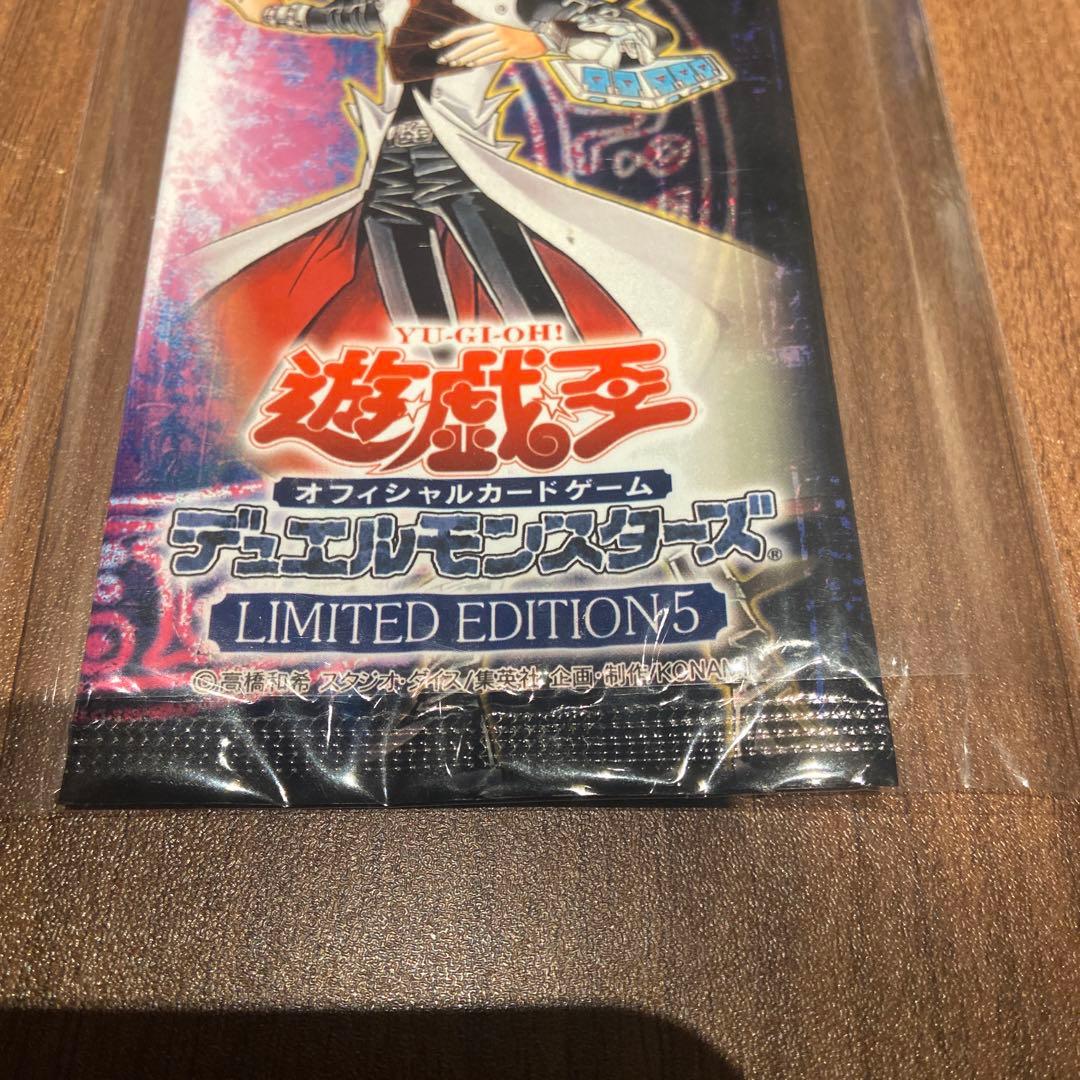 YU-GI-OH!
遊☆戯☆王
オフィシャルカードゲーム
デュエルモンスターズ®
LIMITED EDITION 5
©高橋和希 スタジオ・ダイス/集英社 企画・制作/KONAMI